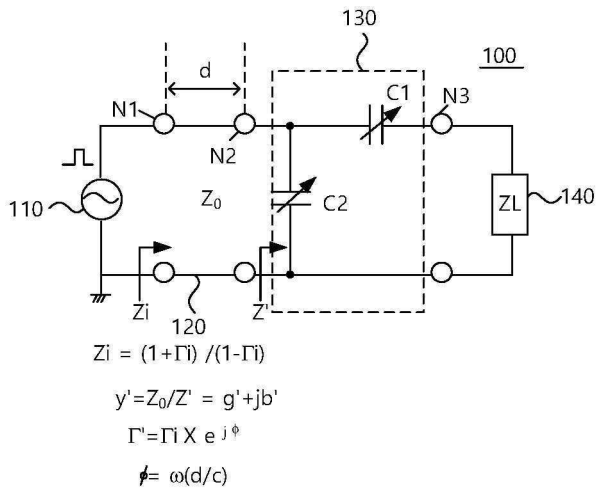 130
100
d
N1
N2
C1
N3
110
Z₀
C2
ZL
140
Zi
120
Z'
Zi = (1+Γi) /(1-Γi)
y'=Z₀/Z' = g'+jb'
Γ'=Γi X e ʲ ᶲ
ϕ= ω(d/c)